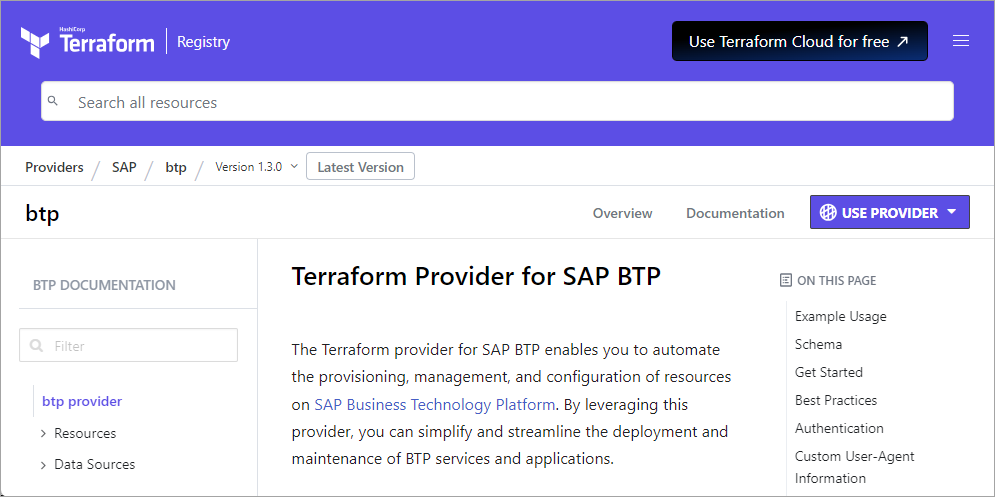 HashiCorp
Terraform
Registry
Use Terraform Cloud for free ↗
Search all resources
Providers / SAP / btp / Version 1.3.0 Latest Version
btp
Overview
Documentation
USE PROVIDER
BTP DOCUMENTATION
Filter
btp provider
Resources
Data Sources
Terraform Provider for SAP BTP
The Terraform provider for SAP BTP enables you to automate
the provisioning, management, and configuration of resources
on SAP Business Technology Platform. By leveraging this
provider, you can simplify and streamline the deployment and
maintenance of BTP services and applications.
ON THIS PAGE
Example Usage
Schema
Get Started
Best Practices
Authentication
Custom User-Agent
Information